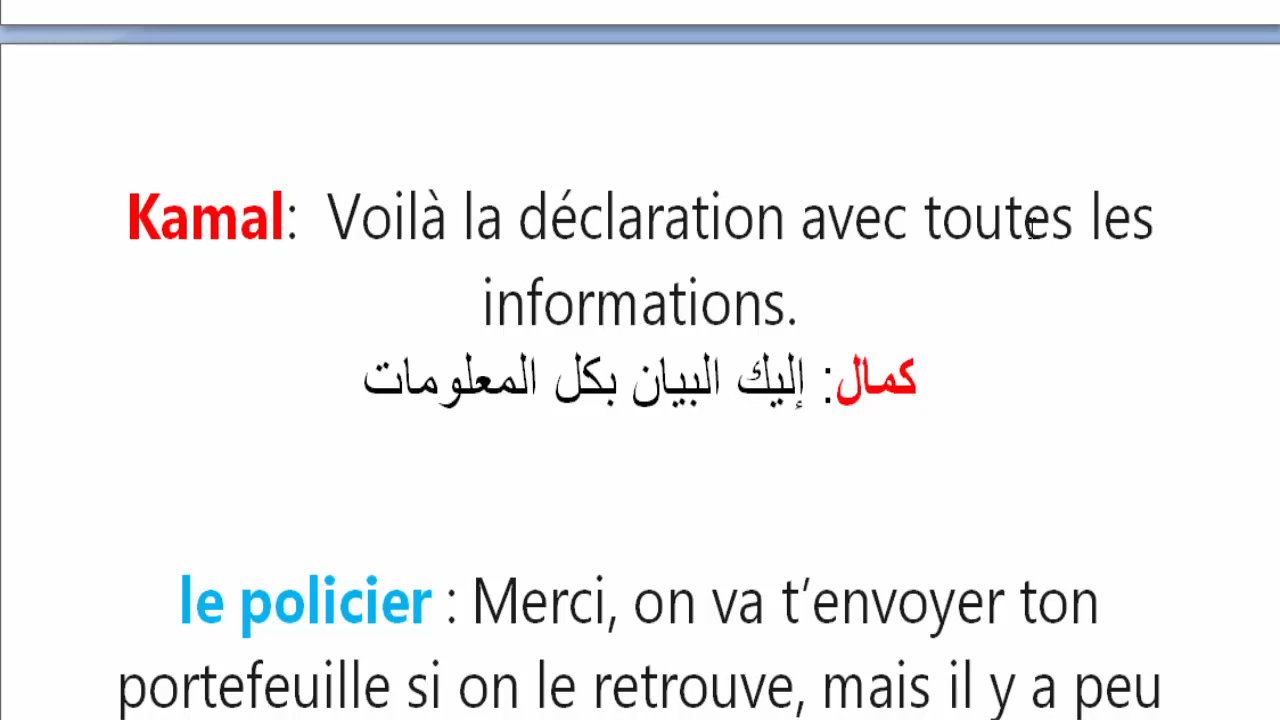 Kamal:  Voilà la déclaration avec toutes les
informations.
كمال: إليك البيان بكل المعلومات
le policier : Merci, on va t’envoyer ton
portefeuille si on le retrouve, mais il y a peu